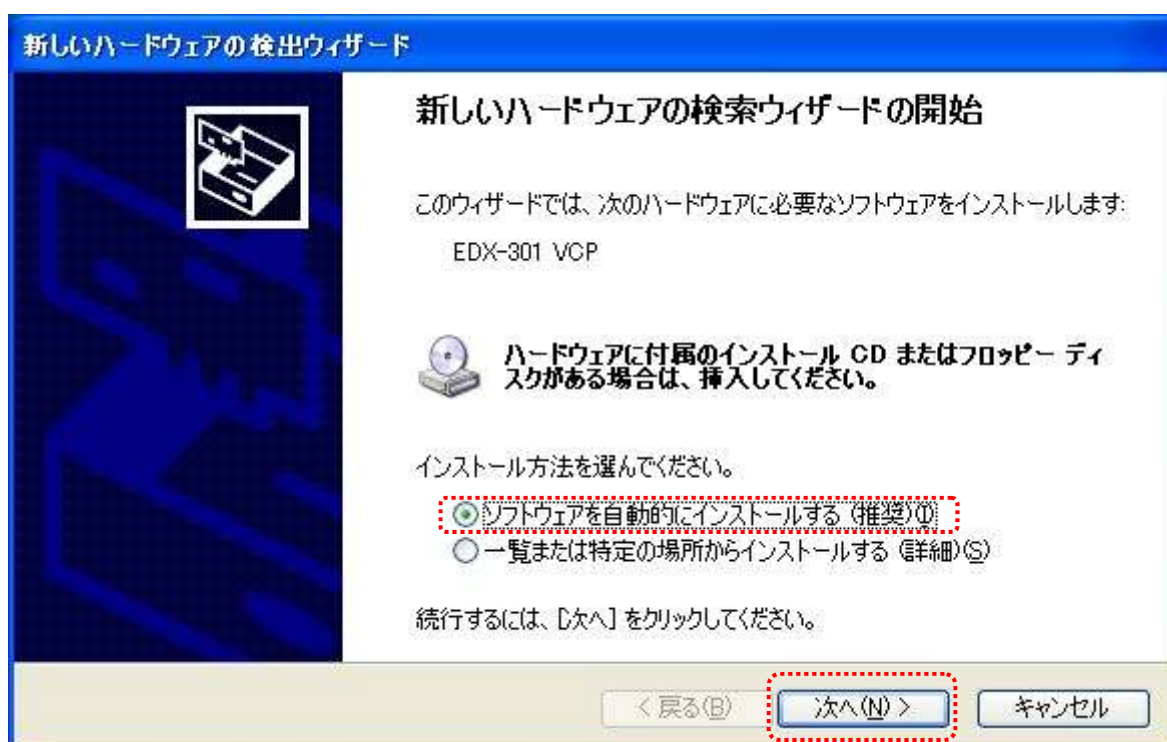 新しいハードウェアの検出ウィザード
新しいハードウェアの検索ウィザードの開始
このウィザードでは、次のハードウェアに必要なソフトウェアをインストールします:
EDX-301 VCP
ハードウェアに付属のインストール CD またはフロッピー ディ
スクがある場合は、挿入してください。
インストール方法を選んでください。
ソフトウェアを自動的にインストールする (推奨)(I)
一覧または特定の場所からインストールする (詳細)(S)
続行するには、[次へ] をクリックしてください。
< 戻る(B)
次へ(N) >
キャンセル